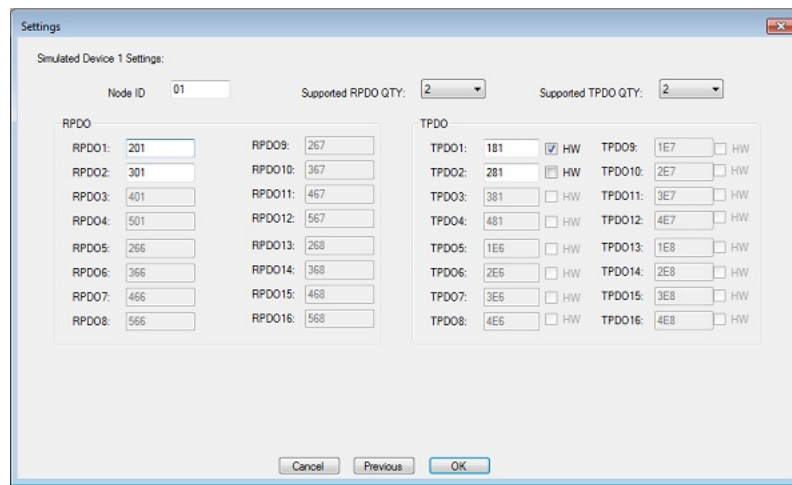 Settings
Simulated Device 1 Settings:
Node ID 01 Supported RPDO QTY: 2 Supported TPDO QTY: 2
RPDO
RPDO1: 201 RPDO9: 267
RPDO2: 301 RPDO10: 367
RPDO3: 401 RPDO11: 467
RPDO4: 501 RPDO12: 567
RPDO5: 266 RPDO13: 268
RPDO6: 366 RPDO14: 368
RPDO7: 466 RPDO15: 468
RPDO8: 566 RPDO16: 568
TPDO
TPDO1: 181 HW TPDO9: 1E7 HW
TPDO2: 281 HW TPDO10: 2E7 HW
TPDO3: 381 HW TPDO11: 3E7 HW
TPDO4: 481 HW TPDO12: 4E7 HW
TPDO5: 1E6 HW TPDO13: 1E8 HW
TPDO6: 2E6 HW TPDO14: 2E8 HW
TPDO7: 3E6 HW TPDO15: 3E8 HW
TPDO8: 4E6 HW TPDO16: 4E8 HW
Cancel Previous OK